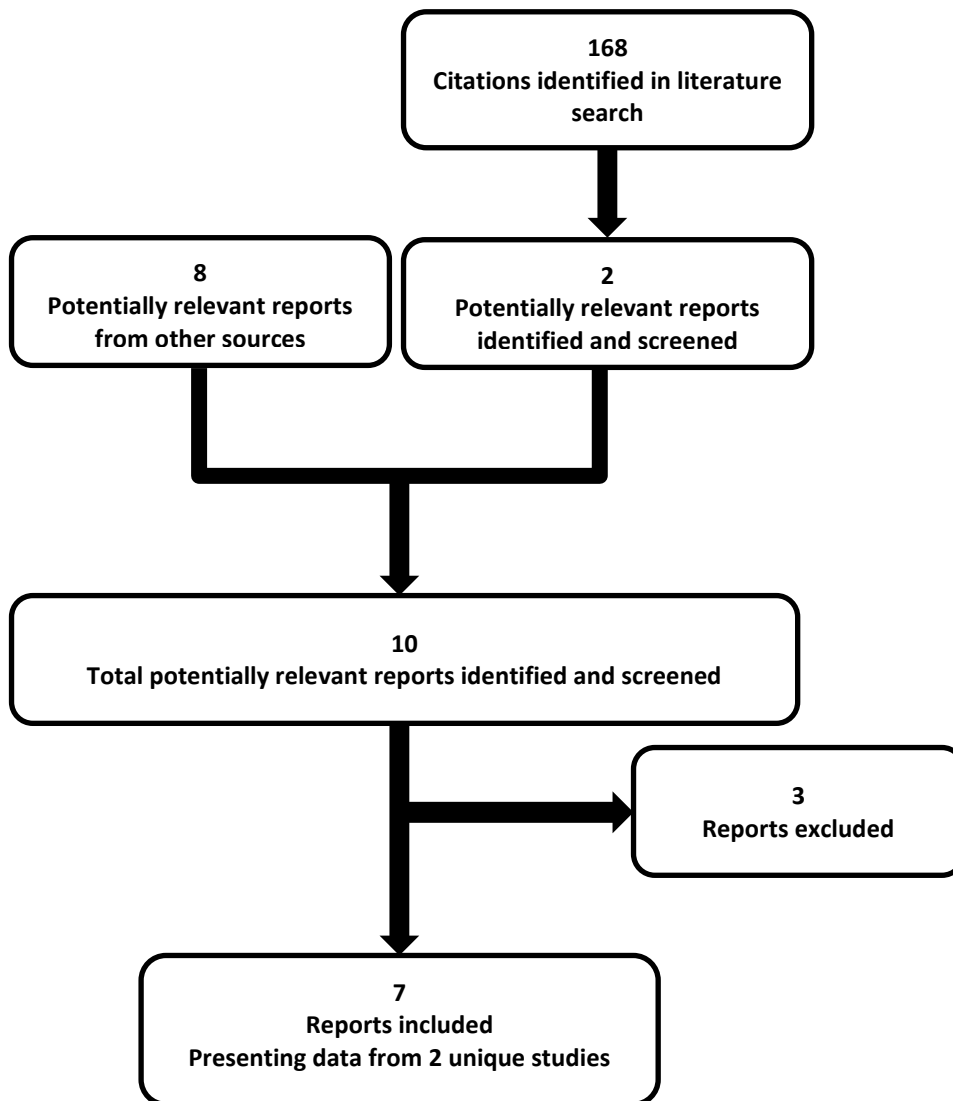 168
Citations identified in literature
search
8
Potentially relevant reports
from other sources
2
Potentially relevant reports
identified and screened
10
Total potentially relevant reports identified and screened
3
Reports excluded
7
Reports included
Presenting data from 2 unique studies